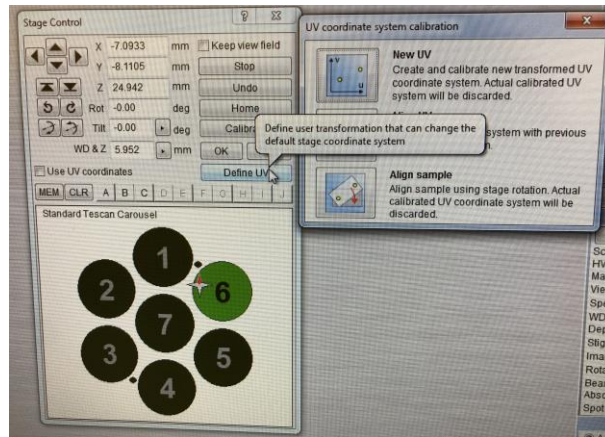 Stage Control
X -7.0933 mm
Keep view field
Y -8.1105 mm
Stop
Z 24.942 mm
Undo
Rot -0.00 deg
Home
Tilt -0.00 deg
WD & Z 5.952 mm
OK
Use UV coordinates
Define UV
MEM CLR A B C D E F G H I J
Standard Tescan Carousel
1
2
6
7
3
5
4
Define user transformation that can change the
default stage coordinate system
UV coordinate system calibration
V
U
New UV
Create and calibrate new transformed UV
coordinate system. Actual calibrated UV
system will be discarded.
system with previous
Align sample
Align sample using stage rotation. Actual
calibrated UV coordinate system will be
discarded.
HV
WD